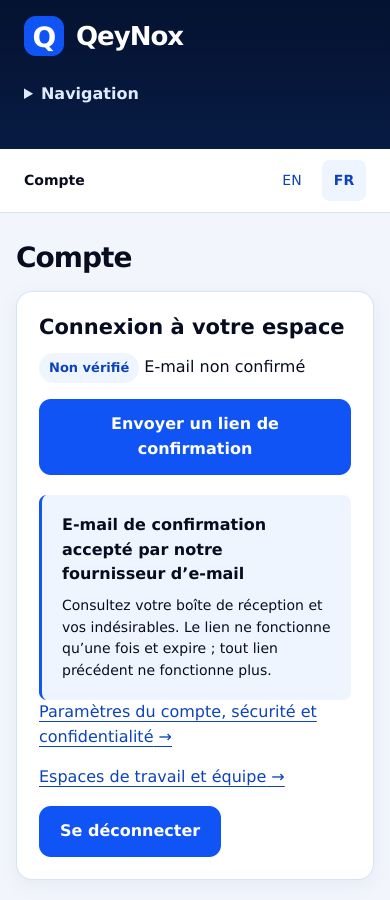 Q QeyNox
▶ Navigation
Compte EN FR
Compte
Connexion à votre espace
Non vérifié E-mail non confirmé
Envoyer un lien de
confirmation
E-mail de confirmation
accepté par notre
fournisseur d’e-mail
Consultez votre boîte de réception et
vos indésirables. Le lien ne fonctionne
qu’une fois et expire ; tout lien
précédent ne fonctionne plus.
Paramètres du compte, sécurité et
confidentialité →
Espaces de travail et équipe →
Se déconnecter